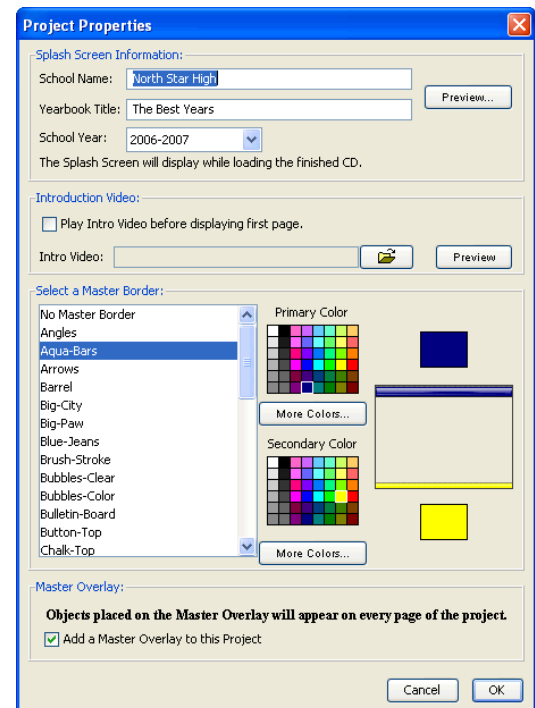 Project Properties
Splash Screen Information:
School Name: North Star High
Preview...
Yearbook Title: The Best Years
School Year: 2006-2007
The Splash Screen will display while loading the finished CD.
Introduction Video:
Play Intro Video before displaying first page.
Intro Video:
Preview
Select a Master Border:
No Master Border
Angles
Aqua-Bars
Arrows
Barrel
Big-City
Big-Paw
Blue-Jeans
Brush-Stroke
Bubbles-Clear
Bubbles-Color
Bulletin-Board
Button-Top
Chalk-Top
Primary Color
More Colors...
Secondary Color
More Colors...
Master Overlay:
Objects placed on the Master Overlay will appear on every page of the project.
Add a Master Overlay to this Project
Cancel
OK